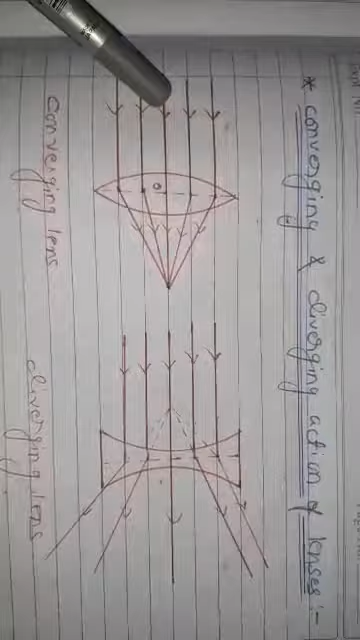 * converging & diverging action of lenses :-
O
converging lens
diverging lens